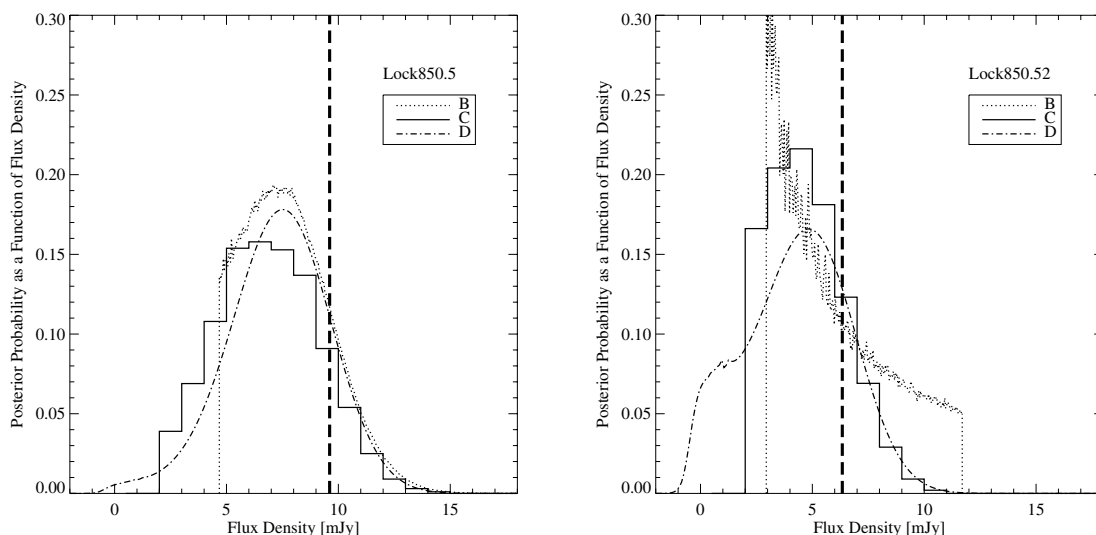 Posterior Probability as a Function of Flux Density
0.30
0.25
0.20
0.15
0.10
0.05
0.00
Lock850.5
B
C
D
0 5 10 15
Flux Density [mJy]
Posterior Probability as a Function of Flux Density
0.30
0.25
0.20
0.15
0.10
0.05
0.00
Lock850.52
B
C
D
0 5 10 15
Flux Density [mJy]